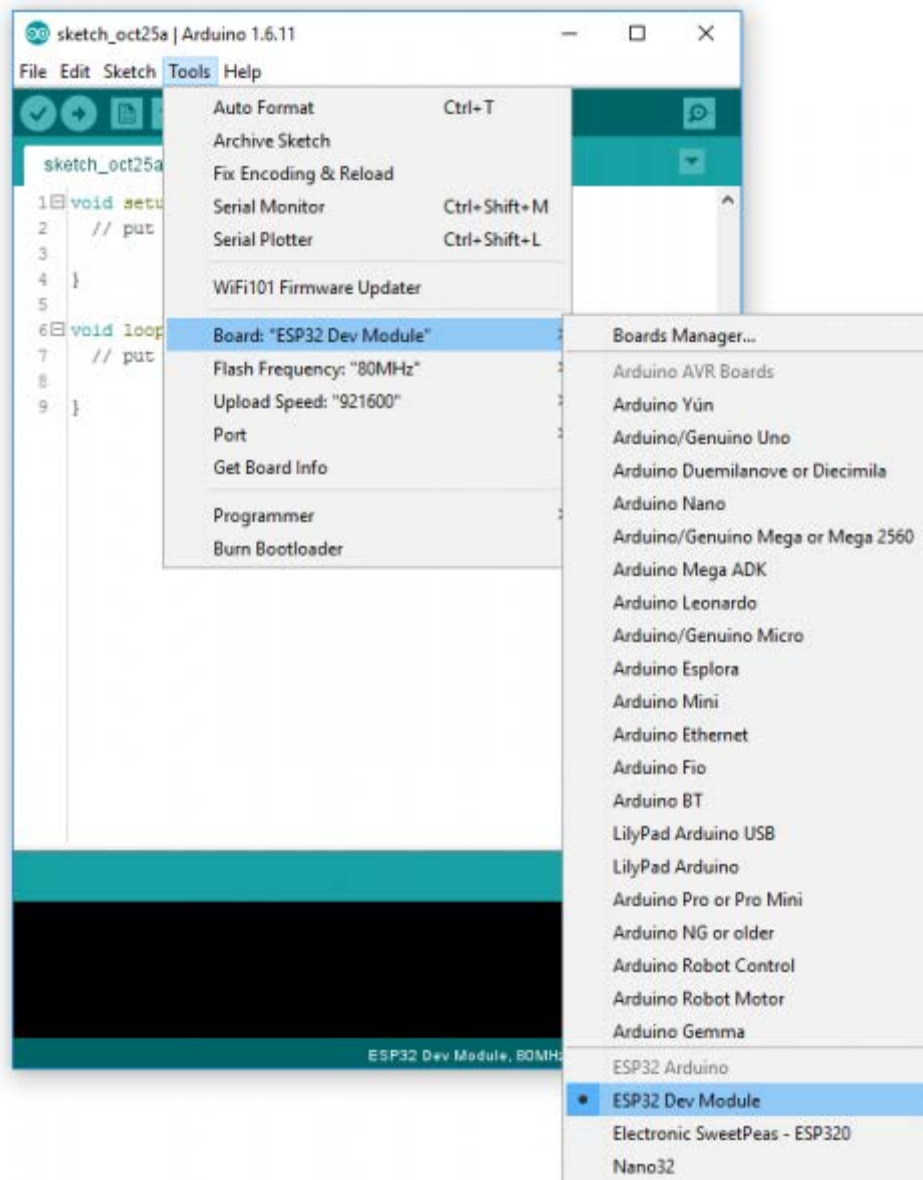 sketch_oct25a | Arduino 1.6.11
File Edit Sketch Tools Help
sketch_oct25a
1 void setu
2 // put
3
4 }
5
6 void loop
7 // put
8
9 }
Auto Format Ctrl+T
Archive Sketch
Fix Encoding & Reload
Serial Monitor Ctrl+Shift+M
Serial Plotter Ctrl+Shift+L
WiFi101 Firmware Updater
Board: "ESP32 Dev Module"
Flash Frequency: "80MHz"
Upload Speed: "921600"
Port
Get Board Info
Programmer
Burn Bootloader
Boards Manager...
Arduino AVR Boards
Arduino Yún
Arduino/Genuino Uno
Arduino Duemilanove or Diecimila
Arduino Nano
Arduino/Genuino Mega or Mega 2560
Arduino Mega ADK
Arduino Leonardo
Arduino/Genuino Micro
Arduino Esplora
Arduino Mini
Arduino Ethernet
Arduino Fio
Arduino BT
LilyPad Arduino USB
LilyPad Arduino
Arduino Pro or Pro Mini
Arduino NG or older
Arduino Robot Control
Arduino Robot Motor
Arduino Gemma
ESP32 Arduino
ESP32 Dev Module
Electronic SweetPeas - ESP320
Nano32
ESP32 Dev Module, 80MHz